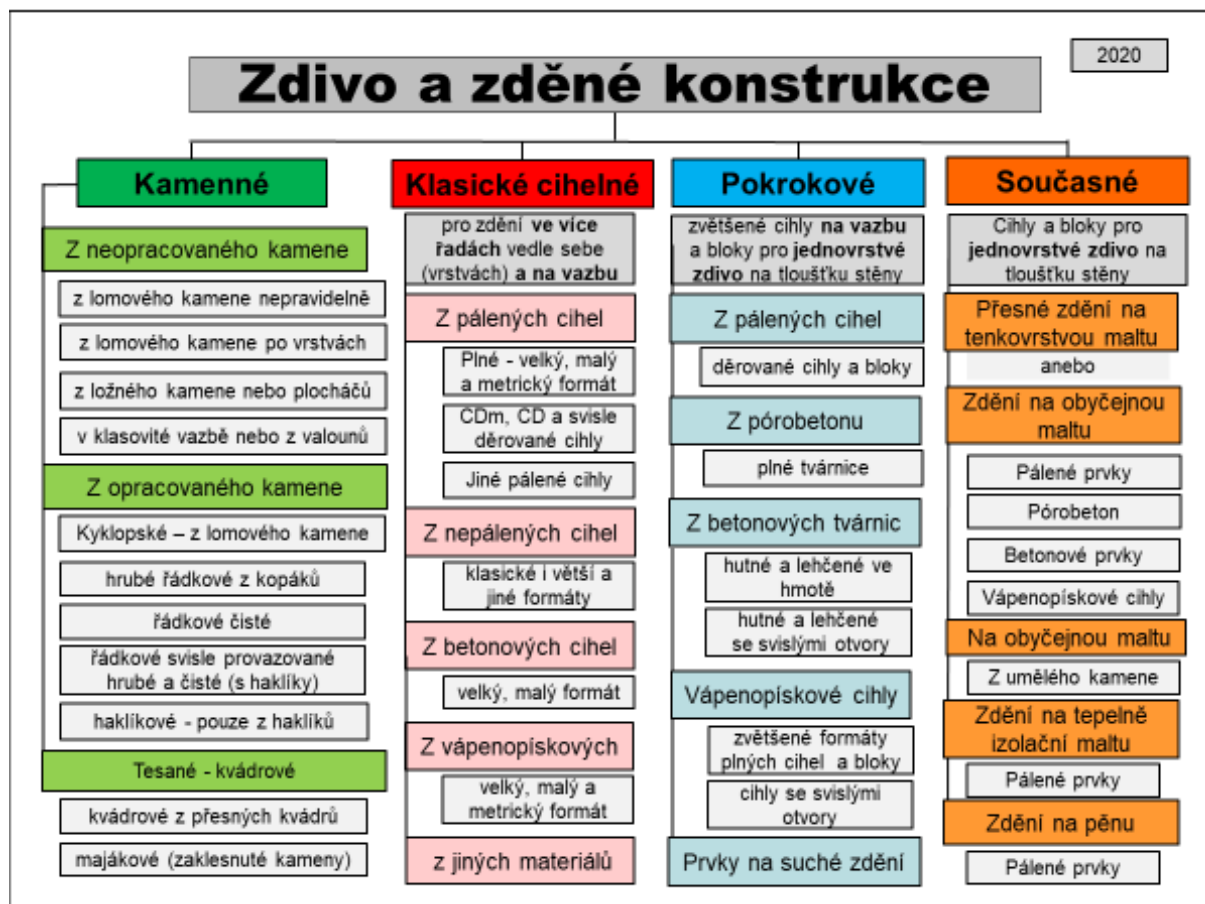 2020
Zdivo a zděné konstrukce
Kamenné
Z neopracovaného kamene
z lomového kamene nepravidelně
z lomového kamene po vrstvách
z ložného kamene nebo plocháčů
v klasovité vazbě nebo z valounů
Z opracovaného kamene
Kyklopské – z lomového kamene
hrubé řádkové z kopáků
řádkové čisté
řádkové svisle provazované
hrubé a čisté (s haklíky)
haklíkové - pouze z haklíků
Tesané - kvádrové
kvádrové z přesných kvádrů
majákové (zaklesnuté kameny)
Klasické cihelné
pro zdění ve více
řadách vedle sebe
(vrstvách) a na vazbu
Z pálených cihel
Plné - velký, malý
a metrický formát
CDm, CD a svisle
děrované cihly
Jiné pálené cihly
Z nepálených cihel
klasické i větší a
jiné formáty
Z betonových cihel
velký, malý formát
Z vápenopískových
velký, malý a
metrický formát
z jiných materiálů
Pokrokové
zvětšené cihly na vazbu
a bloky pro jednovrstvé
zdivo na tloušťku stěny
Z pálených cihel
děrované cihly a bloky
Z pórobetonu
plné tvárnice
Z betonových tvárnic
hutné a lehčené ve
hmotě
hutné a lehčené
se svislými otvory
Vápenopískové cihly
zvětšené formáty
plných cihel a bloky
cihly se svislými
otvory
Prvky na suché zdění
Současné
Cihly a bloky pro
jednovrstvé zdivo na
tloušťku stěny
Přesné zdění na
tenkovrstvou maltu
anebo
Zdění na obyčejnou
maltu
Pálené prvky
Pórobeton
Betonové prvky
Vápenopískové cihly
Na obyčejnou maltu
Z umělého kamene
Zdění na tepelně
izolační maltu
Pálené prvky
Zdění na pěnu
Pálené prvky